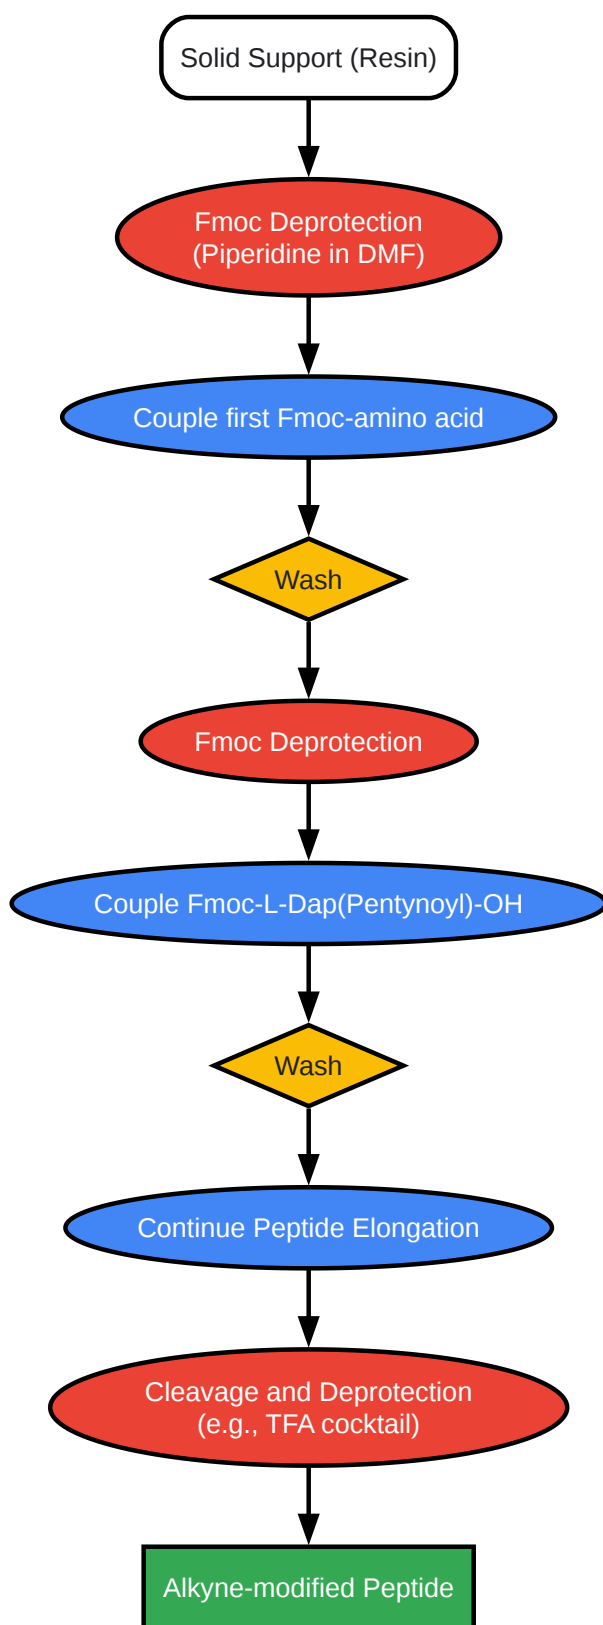 Solid Support (Resin)
Fmoc Deprotection
(Piperidine in DMF)
Couple first Fmoc-amino acid
Wash
Fmoc Deprotection
Couple Fmoc-L-Dap(Pentynoyl)-OH
Wash
Continue Peptide Elongation
Cleavage and Deprotection
(e.g., TFA cocktail)
Alkyne-modified Peptide